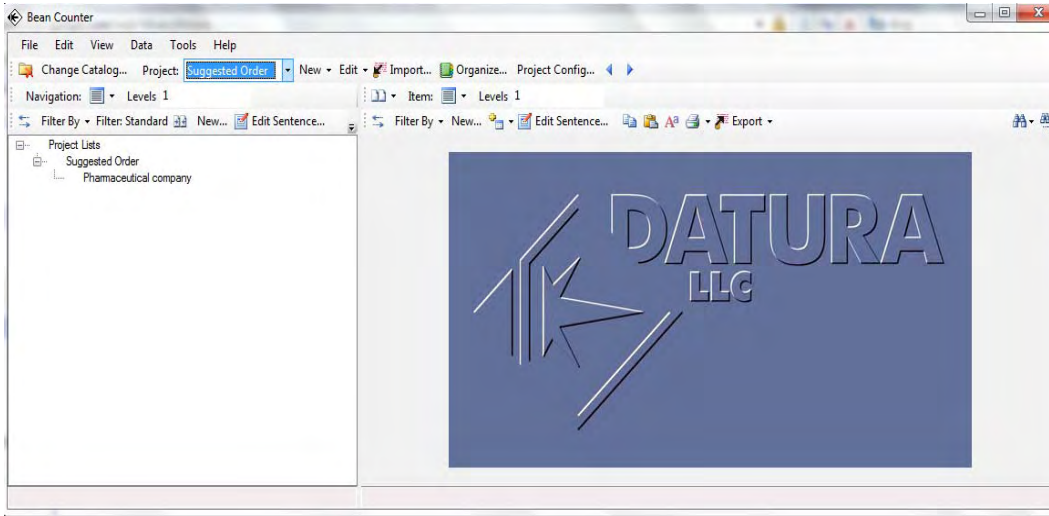 Bean Counter
File Edit View Data Tools Help
Change Catalog... Project: Suggested Order New Edit Import... Organize... Project Config...
Navigation: Levels 1 Item: Levels 1
Filter By Filter: Standard New... Edit Sentence... Filter By New... Edit Sentence... Aa Export
Project Lists
Suggested Order
Pharmaceutical company
DATURA
LLC